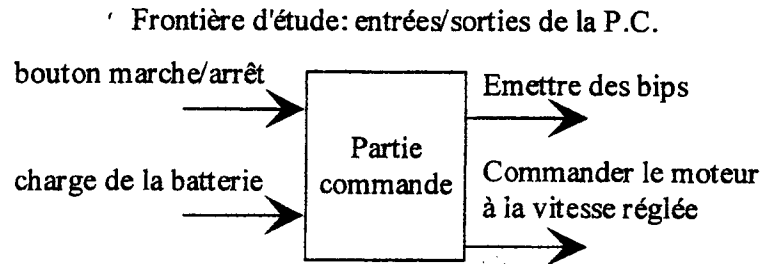 Frontière d'étude: entrées/sorties de la P.C.
bouton marche/arrêt
Emettre des bips
Partie
commande
charge de la batterie
Commander le moteur
à la vitesse réglée